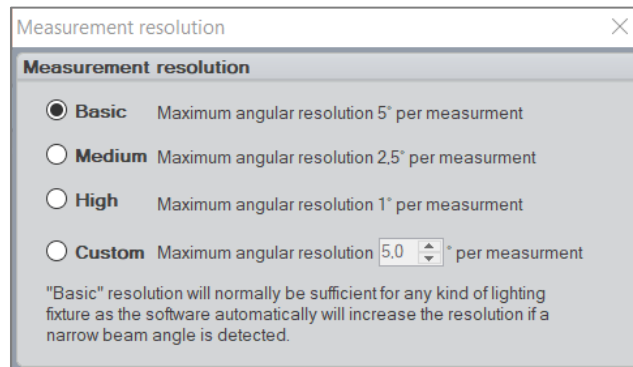 Measurement resolution
Measurement resolution
Basic Maximum angular resolution 5° per measurment
Medium Maximum angular resolution 2,5° per measurment
High Maximum angular resolution 1° per measurment
Custom Maximum angular resolution 5,0 ° per measurment
"Basic" resolution will normally be sufficient for any kind of lighting
fixture as the software automatically will increase the resolution if a
narrow beam angle is detected.